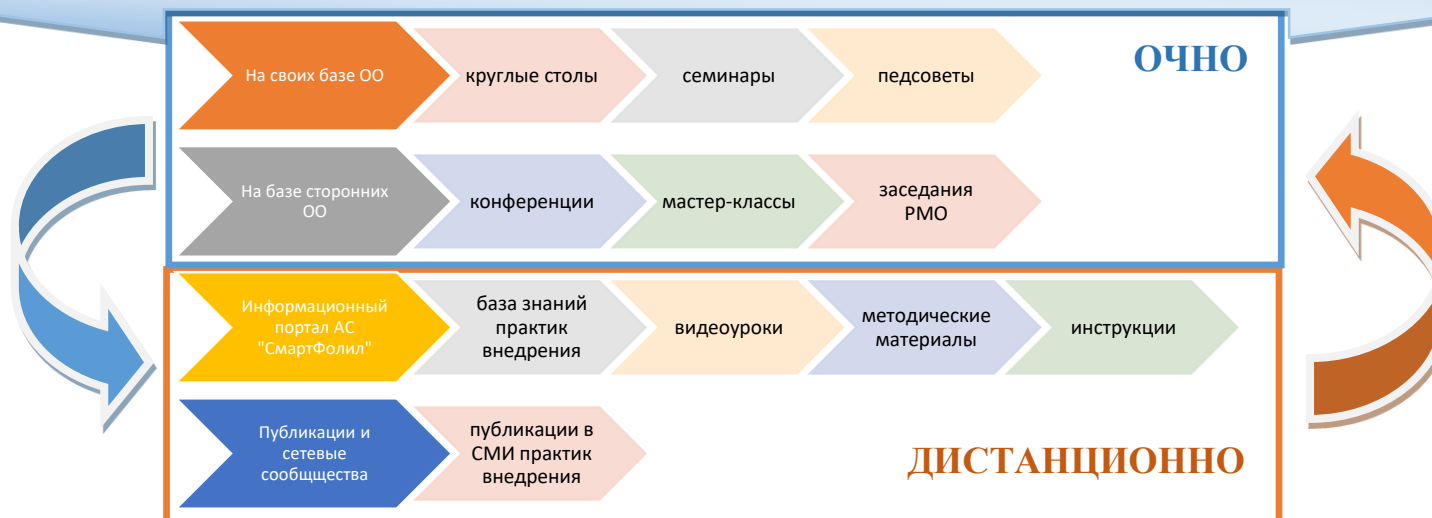 ОЧНО
На своих базе ОО
круглые столы
семинары
педсоветы
На базе сторонних
ОО
конференции
мастер-классы
заседания
РМО
Информационный
портал АС
"СмартФолил"
база знаний
практик
внедрения
видеоуроки
методические
материалы
инструкции
Публикации и
сетевые
сообщщества
публикации в
СМИ практик
внедрения
ДИСТАНЦИОННО